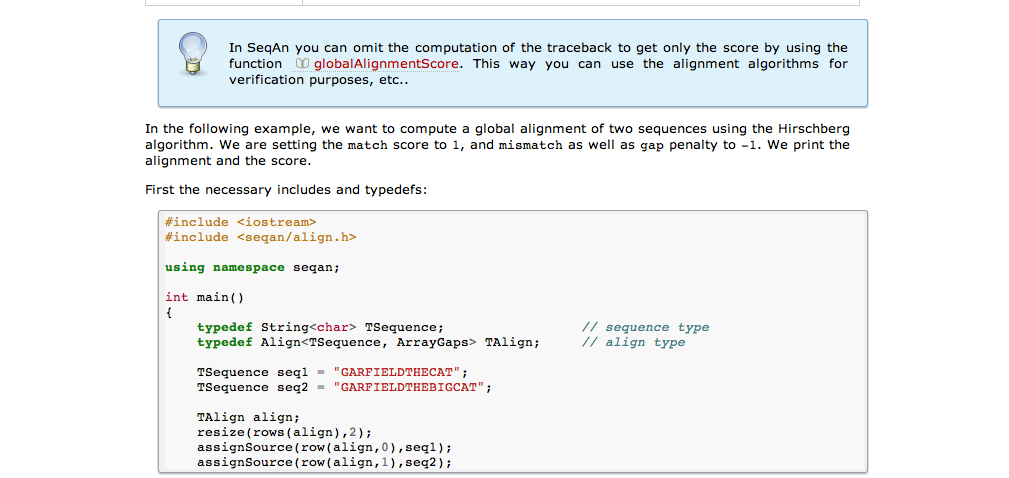 In SeqAn you can omit the computation of the traceback to get only the score by using the
function globalAlignmentScore. This way you can use the alignment algorithms for
verification purposes, etc..
In the following example, we want to compute a global alignment of two sequences using the Hirschberg
algorithm. We are setting the match score to 1, and mismatch as well as gap penalty to -1. We print the
alignment and the score.
First the necessary includes and typedefs:
#include <iostream>
#include <seqan/align.h>
using namespace seqan;
int main()
{
    typedef String<char> TSequence;                 // sequence type
    typedef Align<TSequence, ArrayGaps> TAlign;     // align type
    TSequence seq1 = "GARFIELDTHECAT";
    TSequence seq2 = "GARFIELDTHEBIGCAT";
    TAlign align;
    resize(rows(align),2);
    assignSource(row(align,0),seq1);
    assignSource(row(align,1),seq2);